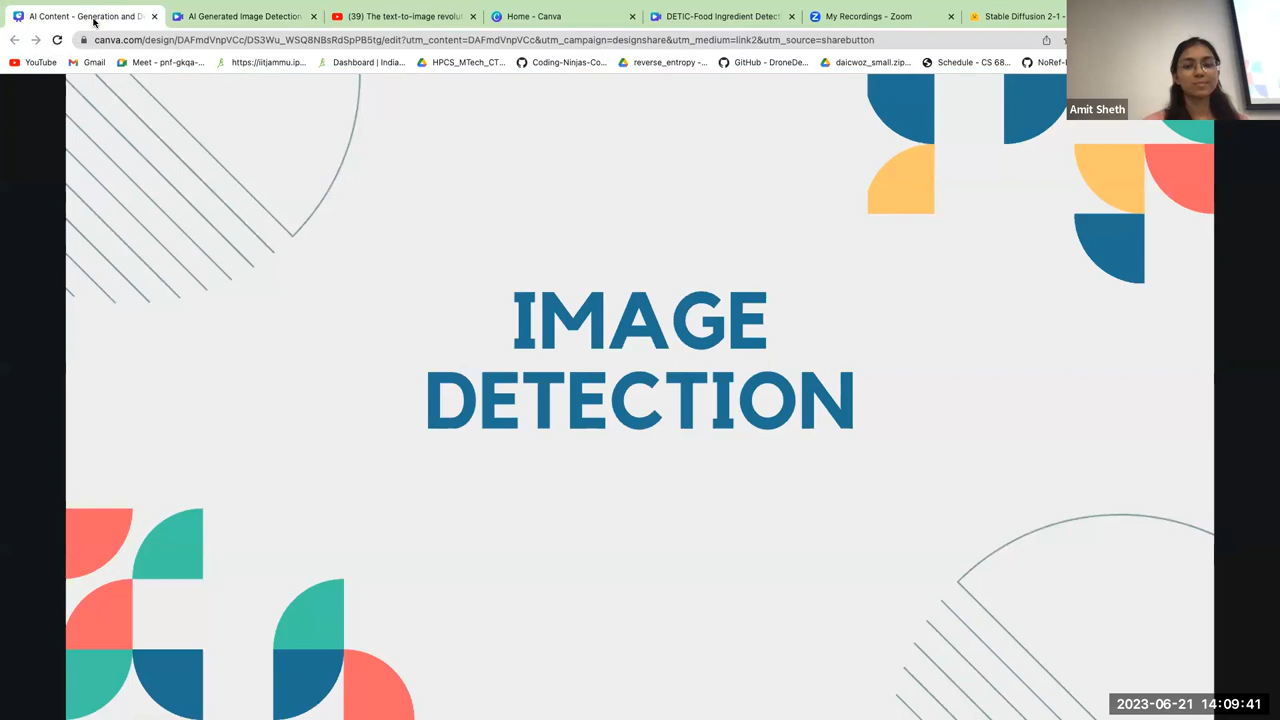 AI Content - Generation and D
AI Generated Image Detection
(39) The text-to-image revolut
Home - Canva
DETIC-Food Ingredient Detect
My Recordings - Zoom
Stable Diffusion 2-1 -
canva.com/design/DAFmdVnpVCc/DS3Wu_WSQ8NBsRdSpPB5tg/edit?utm_content=DAFmdVnpVCc&utm_campaign=designshare&utm_medium=link2&utm_source=sharebutton
YouTube
Gmail
Meet - pnf-gkqa-...
https://iitjammu.ip...
Dashboard | India...
HPCS_MTech_CT...
Coding-Ninjas-Co...
reverse_entropy -...
GitHub - DroneDe...
daicwoz_small.zip...
Schedule - CS 68...
NoRef-
Amit Sheth
IMAGE
DETECTION
2023-06-21 14:09:41